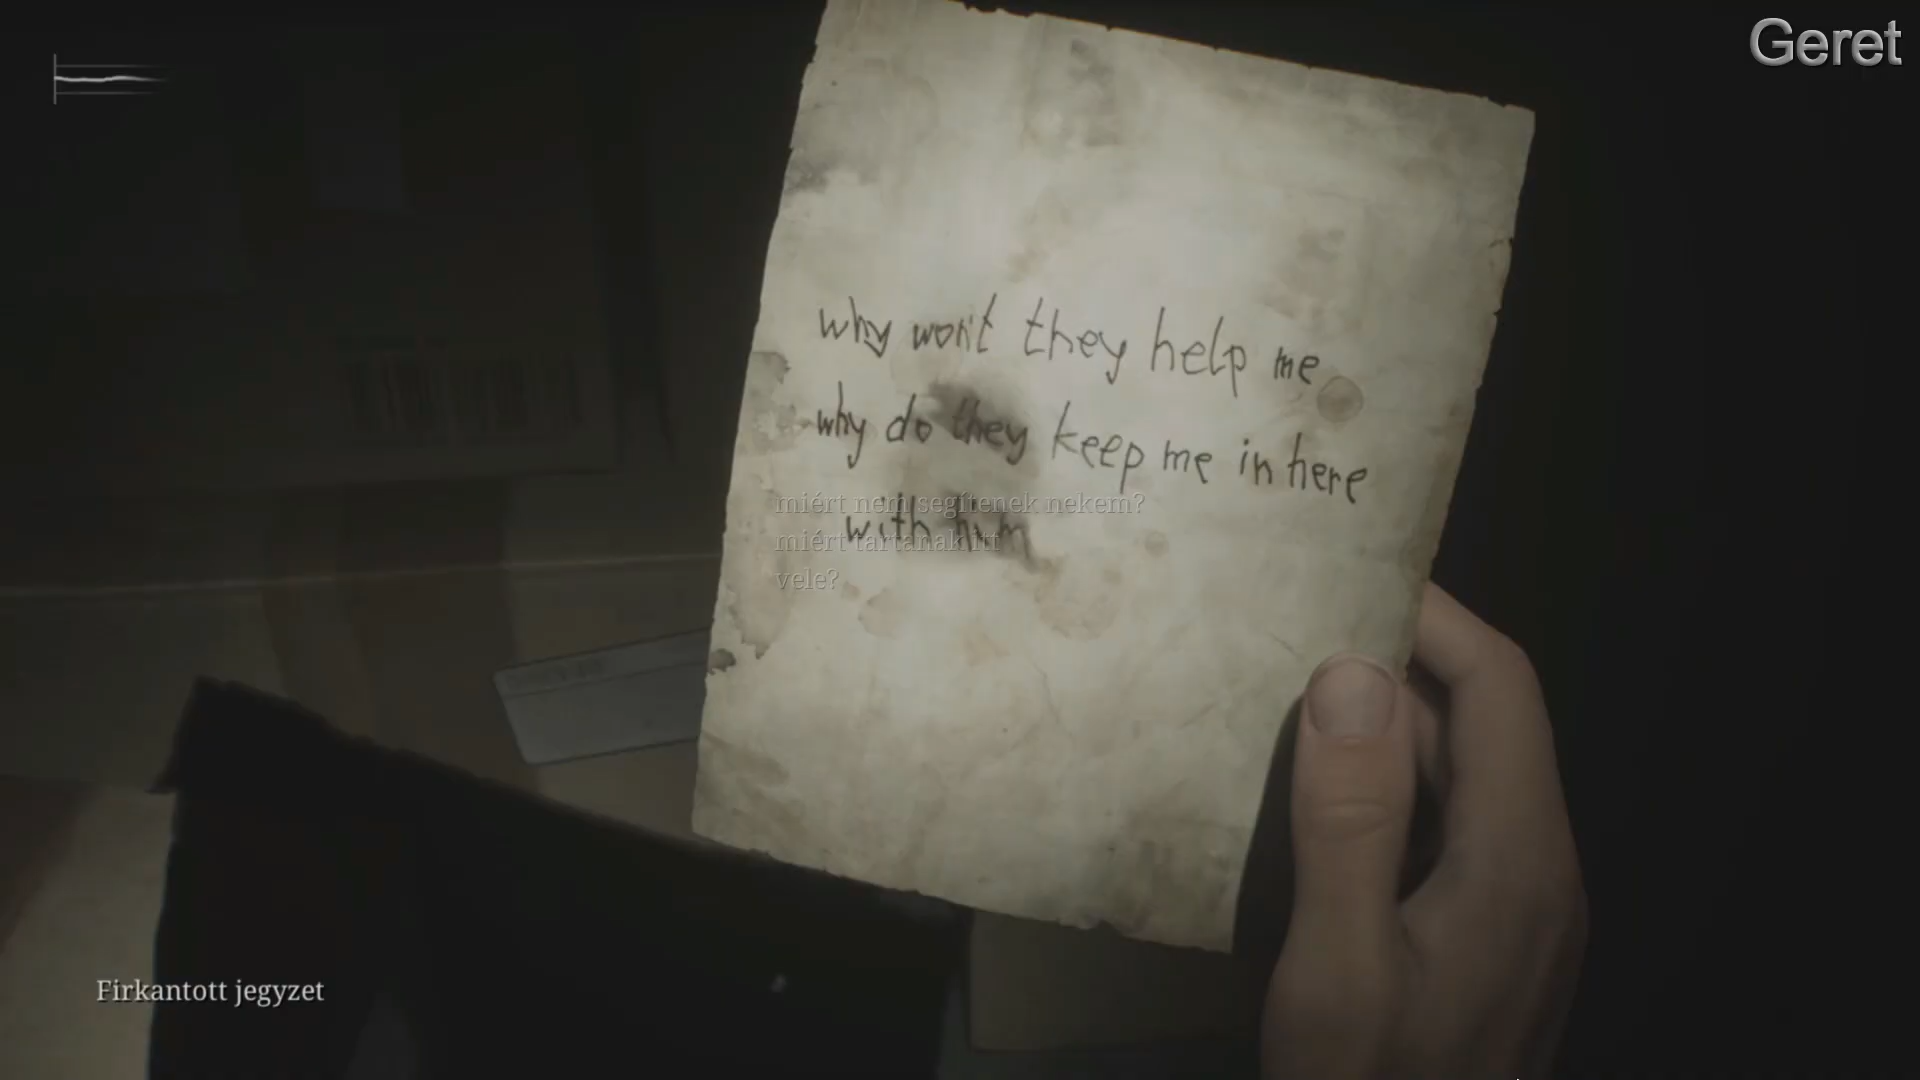 Geret
why won't they help me
why do they keep me in here
with him
miért nem segítenek nekem?
miért tartanak itt
vele?
Firkantott jegyzet